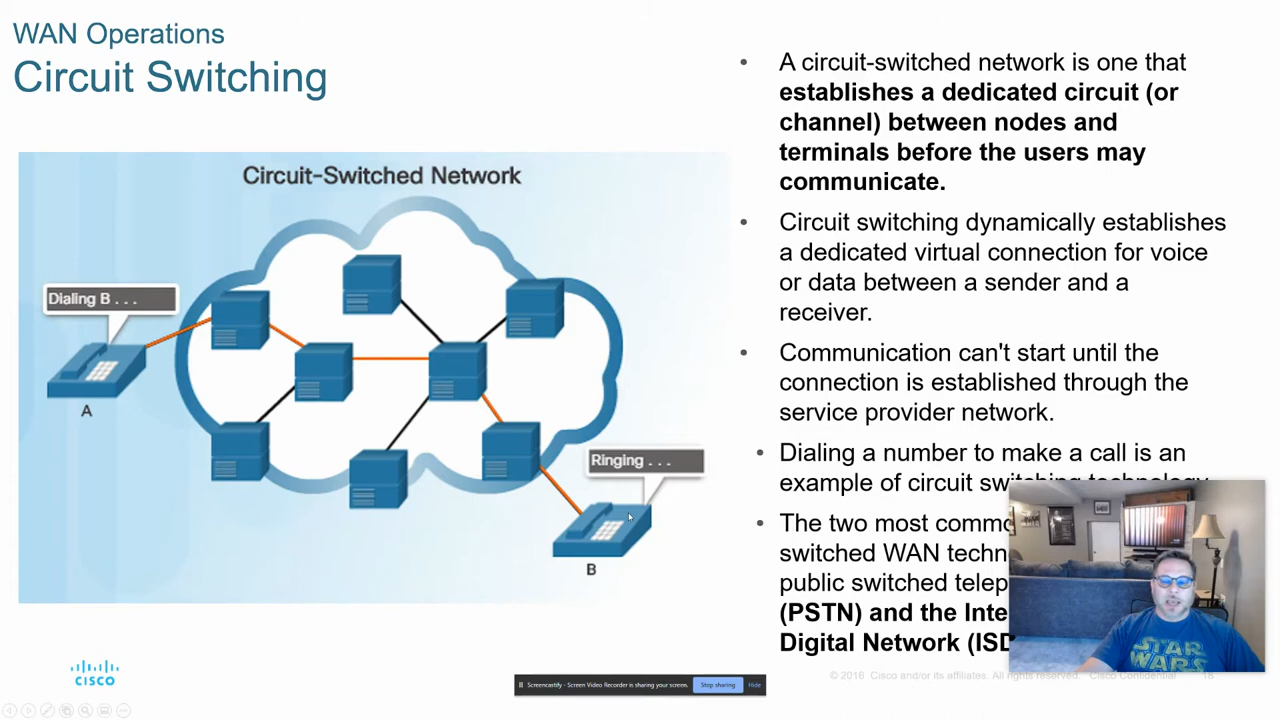 WAN Operations
Circuit Switching
Circuit-Switched Network
Dialing B . . .
A
Ringing . . .
B
• A circuit-switched network is one that
establishes a dedicated circuit (or
channel) between nodes and
terminals before the users may
communicate.
• Circuit switching dynamically establishes
a dedicated virtual connection for voice
or data between a sender and a
receiver.
• Communication can't start until the
connection is established through the
service provider network.
• Dialing a number to make a call is an
example of circuit switching technology.
• The two most commo
switched WAN techn
public switched telep
(PSTN) and the Inte
Digital Network (ISD
STAR
WARS
CISCO
Screencastify - Screen Video Recorder is sharing your screen.
Stop sharing
Hide
© 2016 Cisco and/or its affiliates. All rights reserved. Cisco Confidential